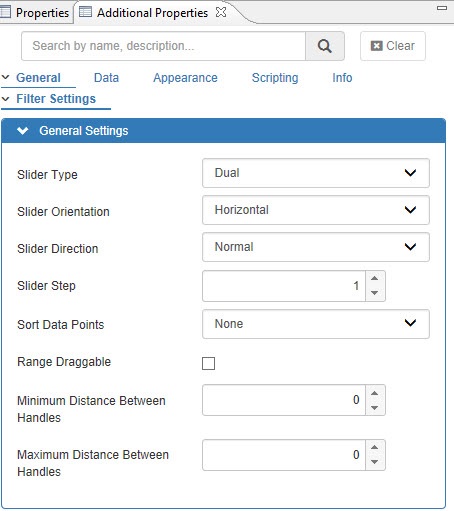 Properties Additional Properties
Search by name, description... Clear
General Data Appearance Scripting Info
Filter Settings
General Settings
Slider Type Dual
Slider Orientation Horizontal
Slider Direction Normal
Slider Step 1
Sort Data Points None
Range Draggable
Minimum Distance Between 0
Handles
Maximum Distance Between 0
Handles